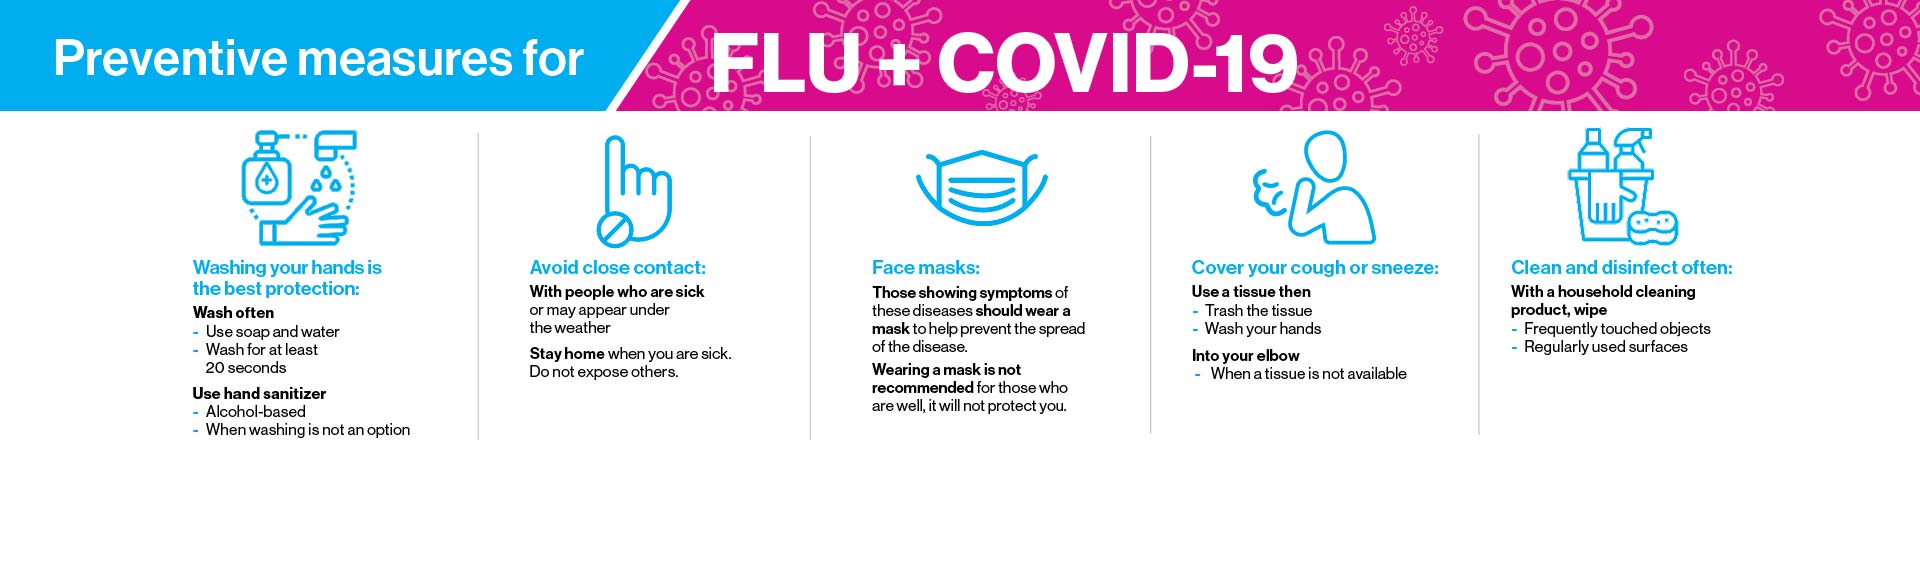 Preventive measures for
FLU + COVID-19
Washing your hands is
the best protection:
Wash often
- Use soap and water
- Wash for at least
20 seconds
Use hand sanitizer
- Alcohol-based
- When washing is not an option
Avoid close contact:
With people who are sick
or may appear under
the weather
Stay home when you are sick.
Do not expose others.
Face masks:
Those showing symptoms of
these diseases should wear a
mask to help prevent the spread
of the disease.
Wearing a mask is not
recommended for those who
are well, it will not protect you.
Cover your cough or sneeze:
Use a tissue then
- Trash the tissue
- Wash your hands
Into your elbow
- When a tissue is not available
Clean and disinfect often:
With a household cleaning
product, wipe
- Frequently touched objects
- Regularly used surfaces